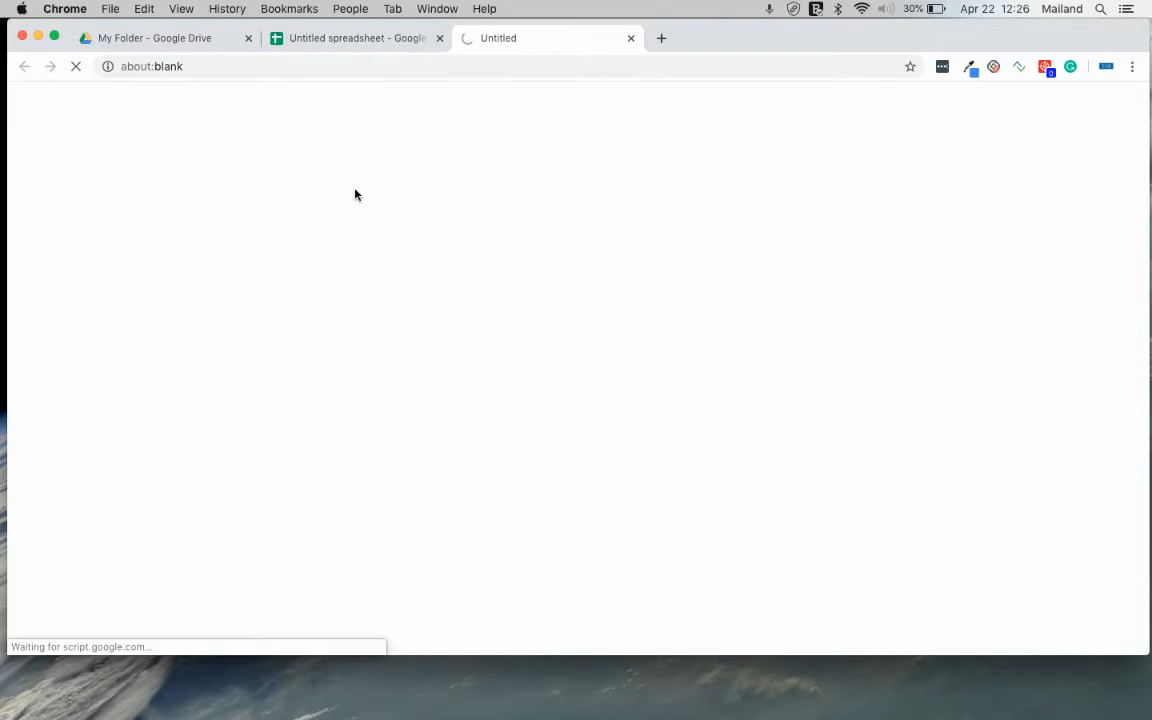 Chrome File Edit View History Bookmarks People Tab Window Help 30% Apr 22 12:26 Mailand
My Folder - Google Drive Untitled spreadsheet - Google Untitled
about:blank
0
Waiting for script.google.com...